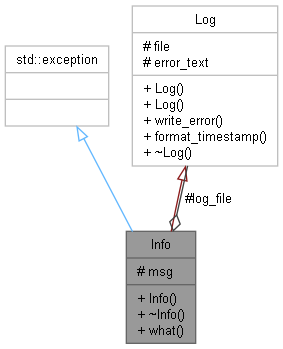 Log
# file
# error_text
+ Log()
+ Log()
+ write_error()
+ format_timestamp()
+ ~Log()
std::exception
#log_file
Info
# msg
+ Info()
+ ~Info()
+ what()